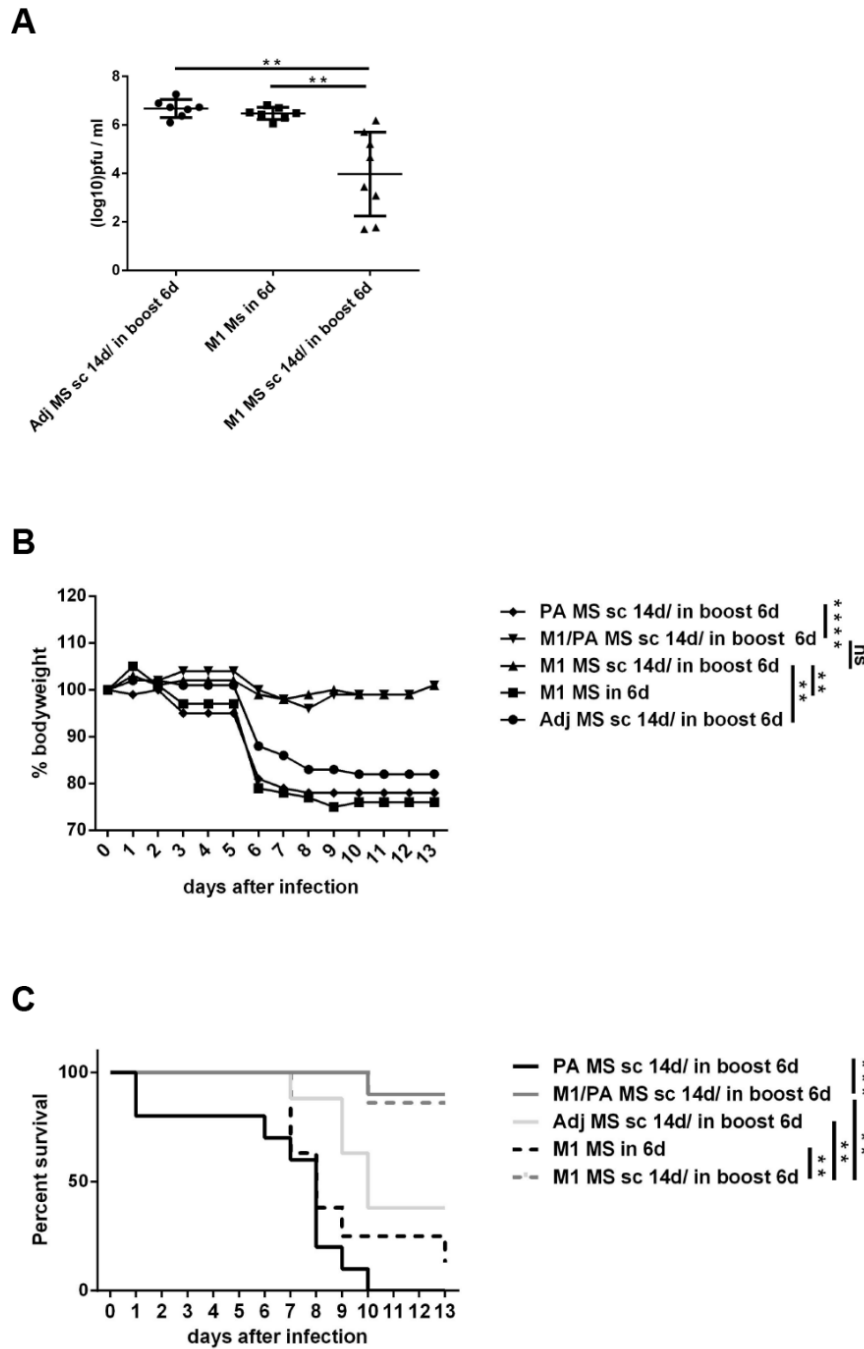 A
**
**
8
6
4
2
0
(log10)pfu / ml
Adj MS sc 14d/ in boost 6d
M1 Ms in 6d
M1 MS sc 14d/ in boost 6d
B
120
110
100
90
80
70
% bodyweight
0 1 2 3 4 5 6 7 8 9 10 11 12 13
days after infection
PA MS sc 14d/ in boost 6d
M1/PA MS sc 14d/ in boost 6d
M1 MS sc 14d/ in boost 6d
M1 MS in 6d
Adj MS sc 14d/ in boost 6d
****
ns
**
**
C
100
50
0
Percent survival
0 1 2 3 4 5 6 7 8 9 10 11 12 13
days after infection
PA MS sc 14d/ in boost 6d
M1/PA MS sc 14d/ in boost 6d
Adj MS sc 14d/ in boost 6d
M1 MS in 6d
M1 MS sc 14d/ in boost 6d
**
**